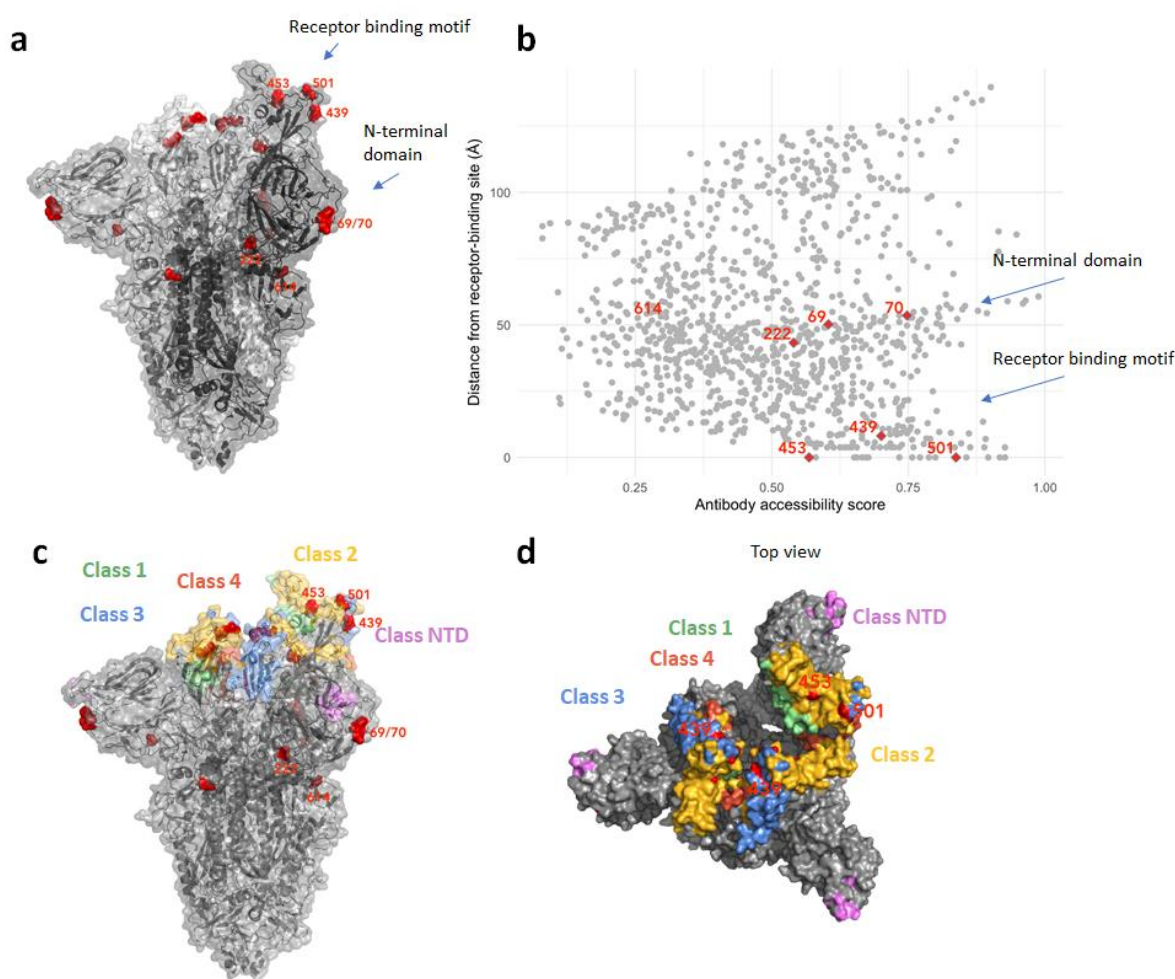 a
Receptor binding motif
453
501
439
N-terminal
domain
69/70
222
614
b
Distance from receptor-binding site (Å)
100
50
0
614
222
69
70
453
439
501
N-terminal domain
Receptor binding motif
0.25
0.50
0.75
1.00
Antibody accessibility score
c
Class 2
Class 1
Class 4
Class 3
453
501
439
Class NTD
69/70
222
614
d
Top view
Class NTD
Class 1
Class 4
Class 3
453
501
439
Class 2
439